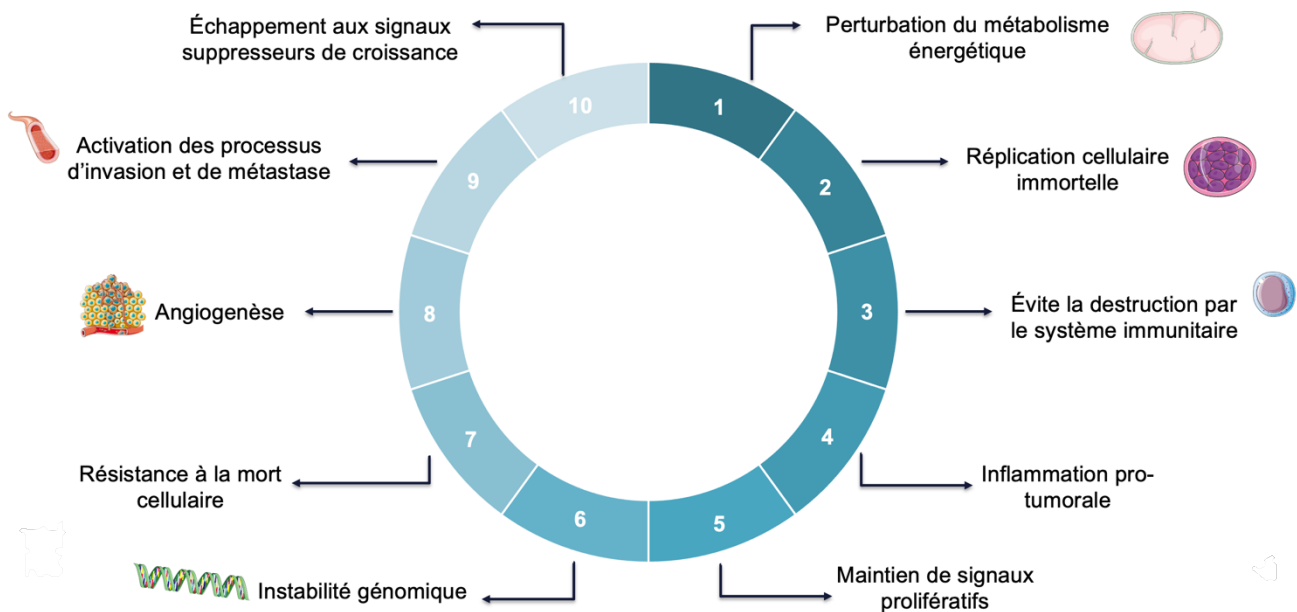 Échappement aux signaux
suppresseurs de croissance
Perturbation du métabolisme
énergétique
10
1
Activation des processus
d’invasion et de métastase
9
2
Réplication cellulaire
immortelle
Angiogenèse
8
3
Évite la destruction par
le système immunitaire
Résistance à la mort
cellulaire
7
4
Inflammation pro-
tumorale
6
5
Instabilité génomique
Maintien de signaux
prolifératifs